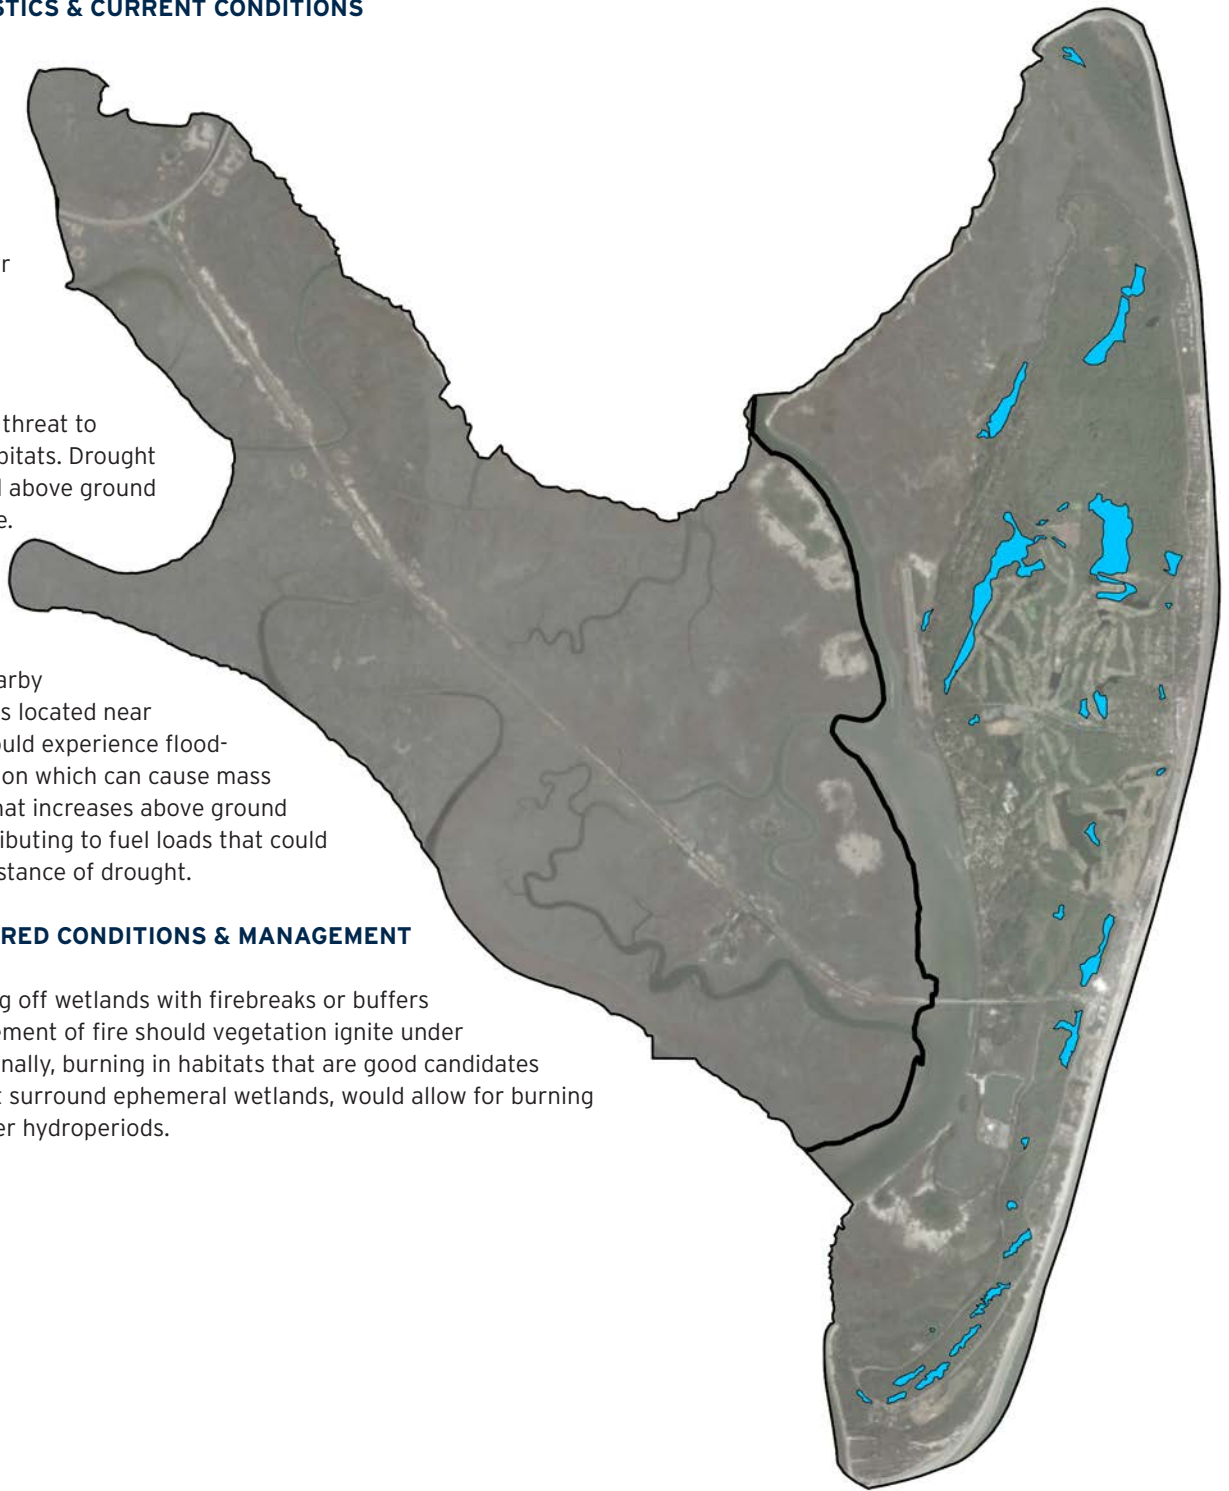 STICS & CURRENT CONDITIONS
r
threat to
bitats. Drought
l above ground
e.
arby
s located near
ould experience flood-
on which can cause mass
hat increases above ground
ributing to fuel loads that could
stance of drought.
RED CONDITIONS & MANAGEMENT
g off wetlands with firebreaks or buffers
ement of fire should vegetation ignite under
nally, burning in habitats that are good candidates
t surround ephemeral wetlands, would allow for burning
er hydroperiods.